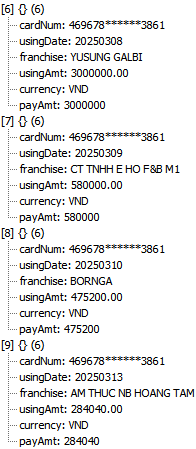 [6] {} (6)
cardNum: 469678******3861
usingDate: 20250308
franchise: YUSUNG GALBI
usingAmt: 3000000.00
currency: VND
payAmt: 3000000
[7] {} (6)
cardNum: 469678******3861
usingDate: 20250309
franchise: CT TNHH E HO F&B M1
usingAmt: 580000.00
currency: VND
payAmt: 580000
[8] {} (6)
cardNum: 469678******3861
usingDate: 20250310
franchise: BORNGA
usingAmt: 475200.00
currency: VND
payAmt: 475200
[9] {} (6)
cardNum: 469678******3861
usingDate: 20250313
franchise: AM THUC NB HOANG TAM
usingAmt: 284040.00
currency: VND
payAmt: 284040